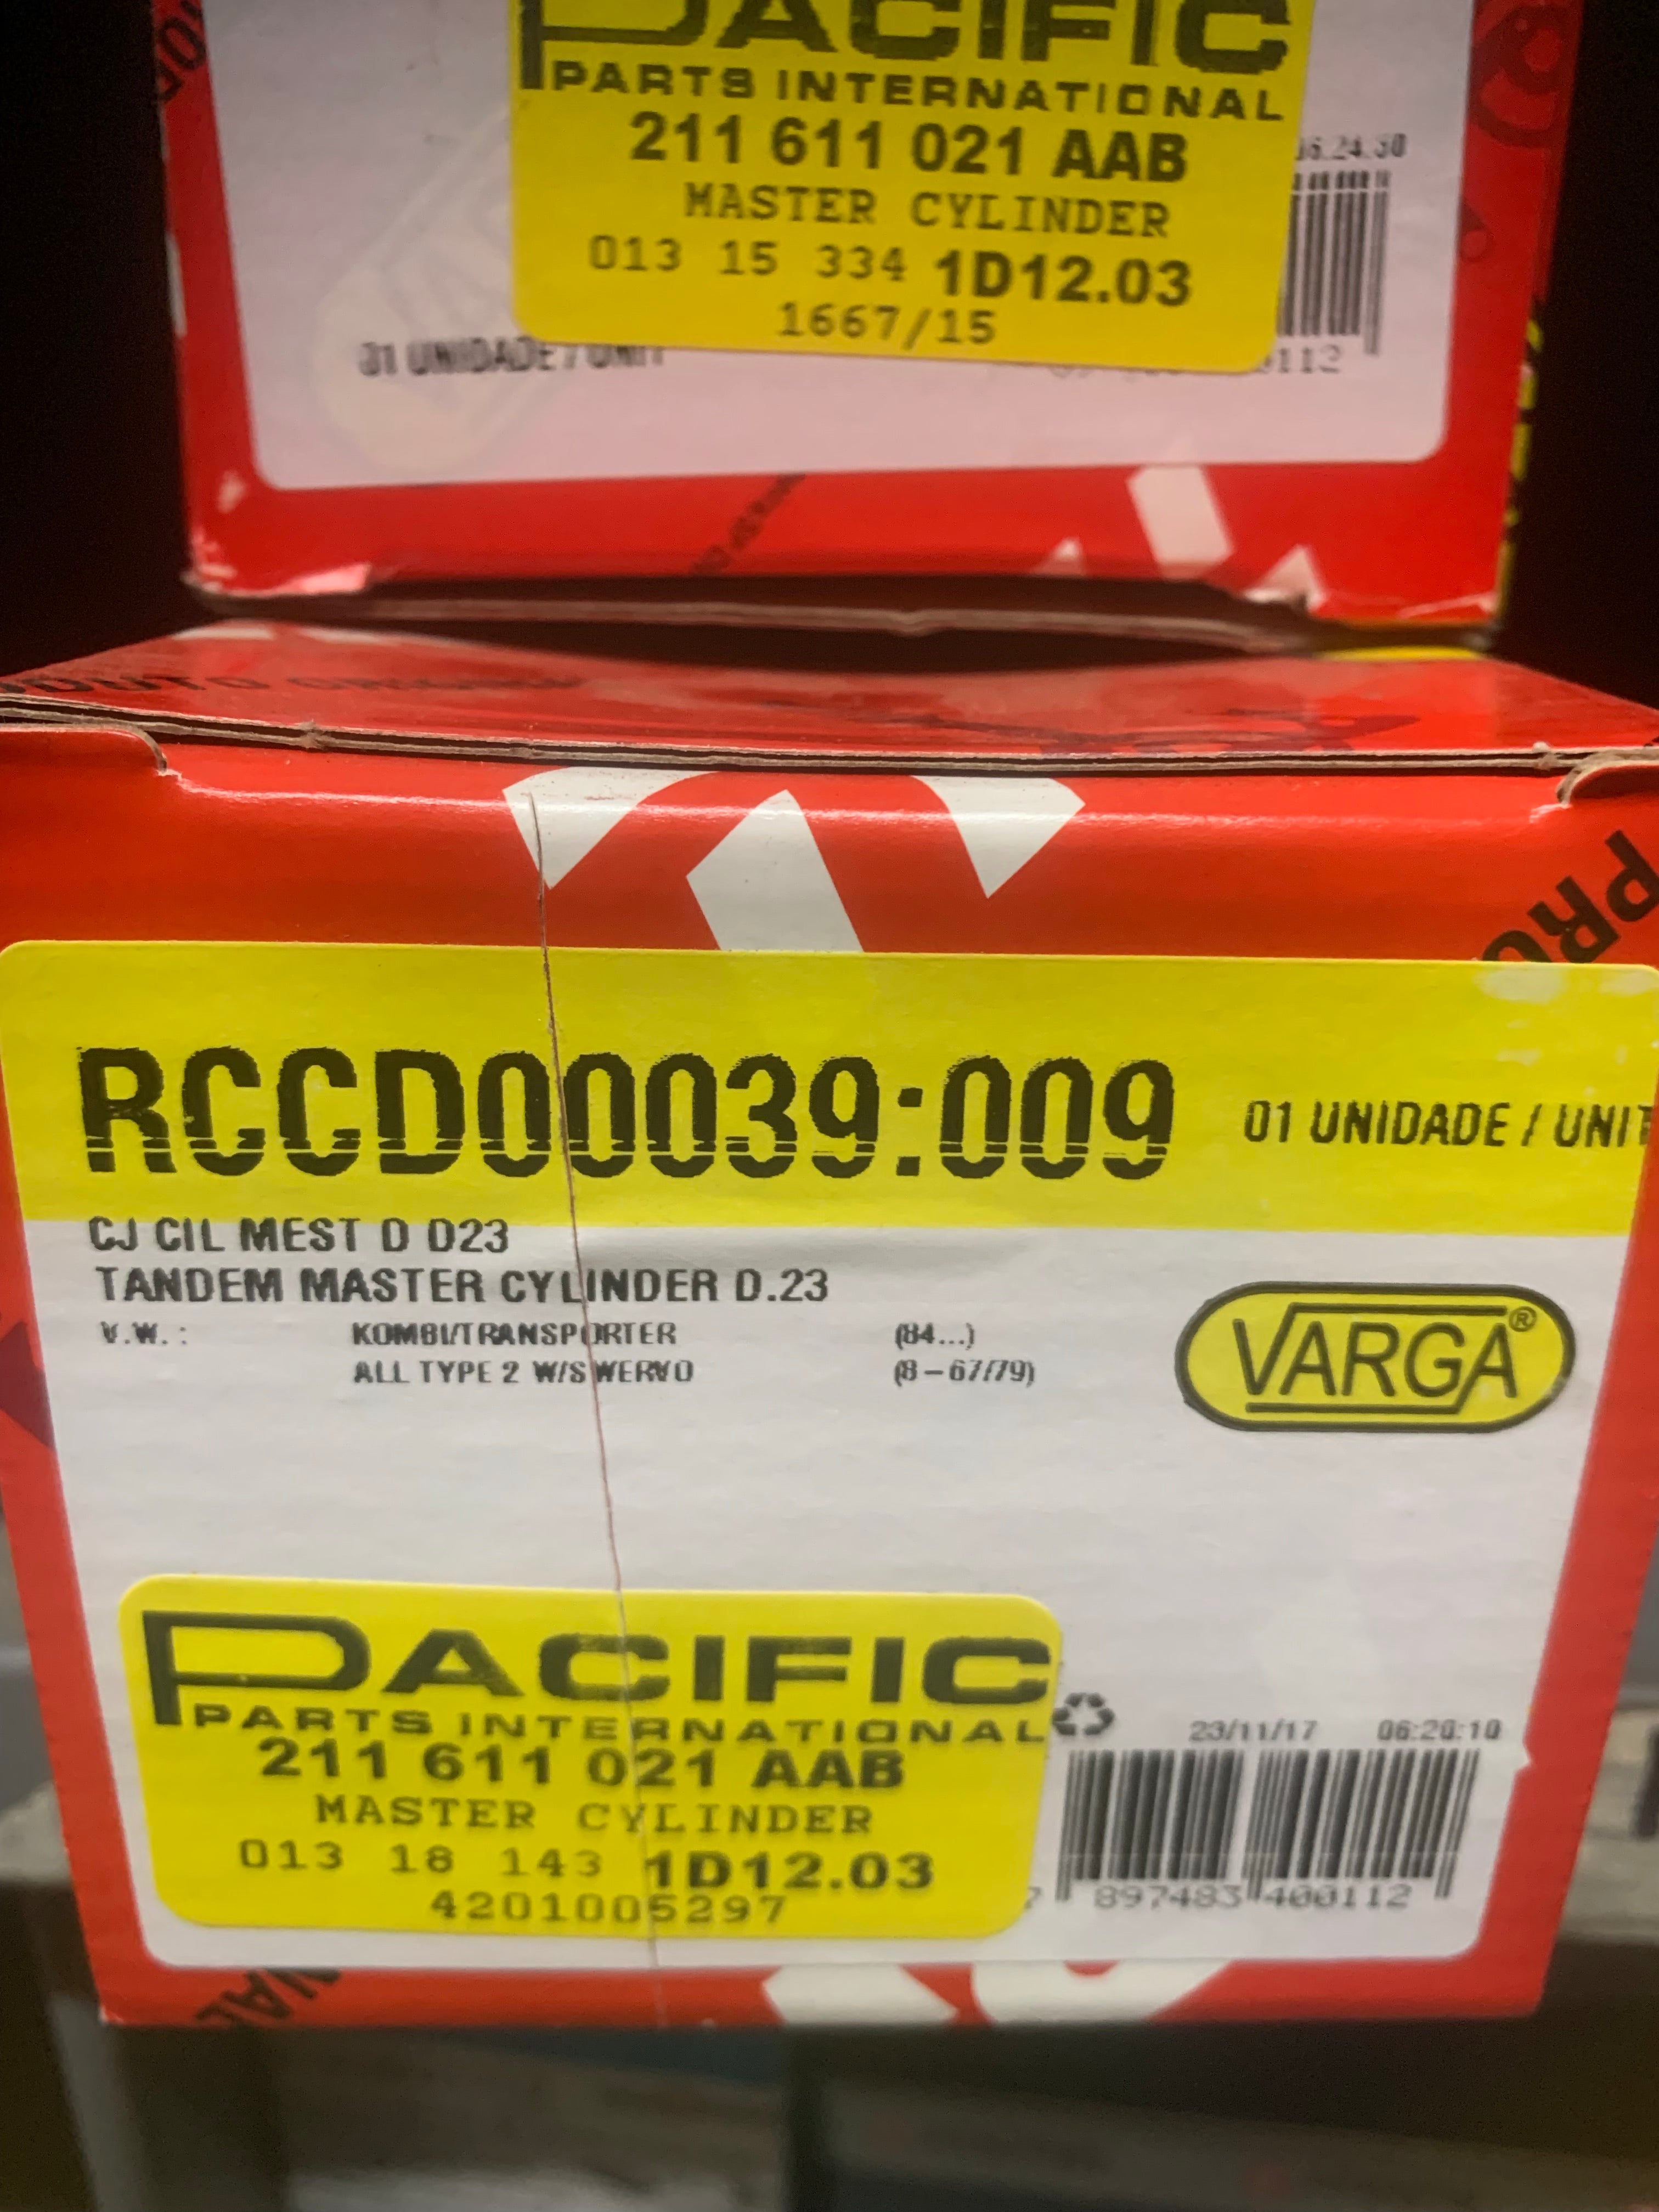 PACIFIC
PARTS INTERNATIONAL
211 611 021 AAB
MASTER CYLINDER
013 15 334 1D12.03
1667/15
01 UNIDADE / UNIT
RCCD00039:009
01 UNIDADE / UNIT
CJ CIL MEST D D23
TANDEM MASTER CYLINDER D.23
V.W. : KOMBI/TRANSPORTER (84...)
ALL TYPE 2 W/SWERVO (8-67/79)
VARGA®
PACIFIC
PARTS INTERNATIONAL
211 611 021 AAB
MASTER CYLINDER
013 18 143 1D12.03
4201005297
23/11/17 06:20:10
7 897483 400112